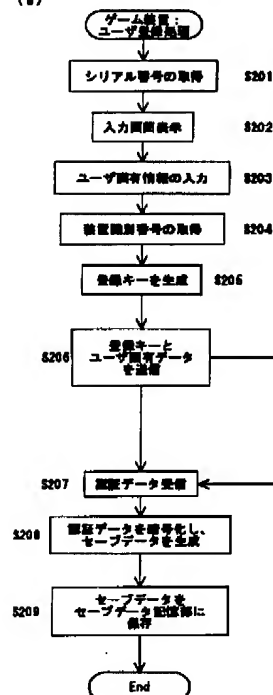 ゲーム装置：
ユーザ登録処理
シリアル番号の取得 S201
入力画面表示 S202
ユーザ固有情報の入力 S203
装置識別番号の取得 S204
登録キーを生成 S205
S206 登録キーと
ユーザ固有データ
を送信
S207 認証データ受信
S208 認証データを暗号化し、
セーブデータを生成
S209 セーブデータを
セーブデータ記憶部に
保存
End